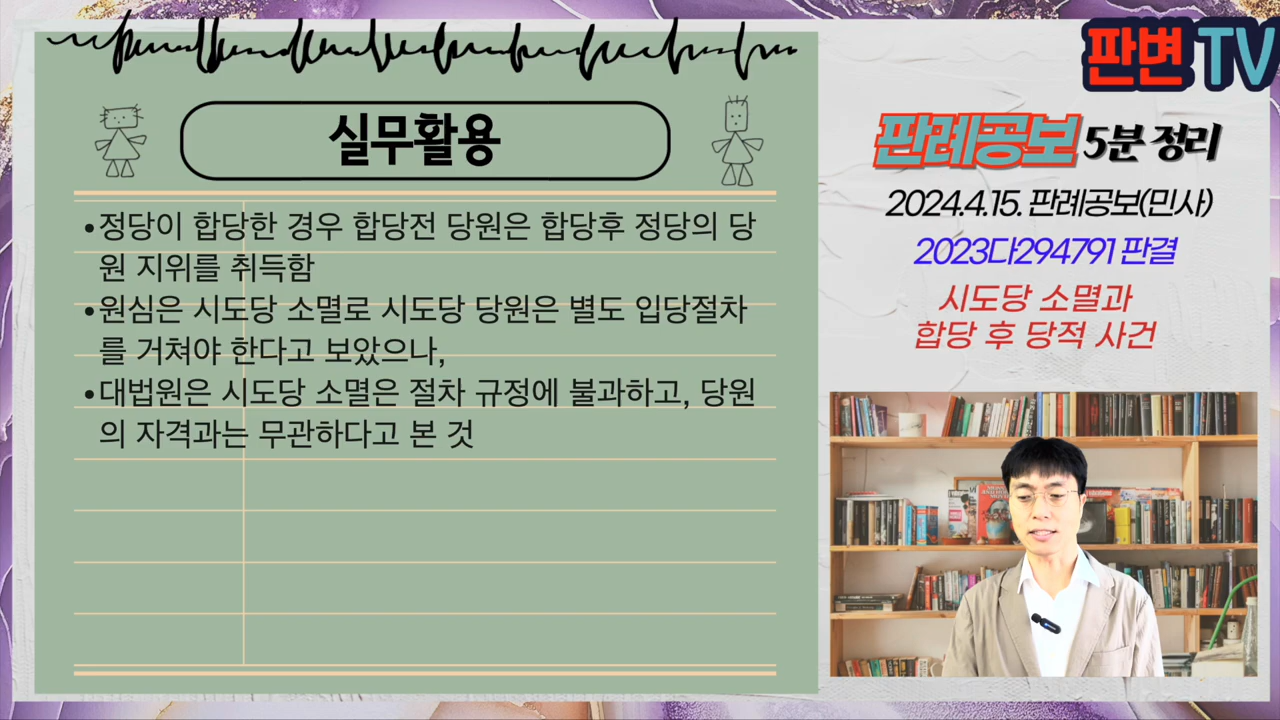 실무활용
•정당이 합당한 경우 합당전 당원은 합당후 정당의 당
원 지위를 취득함
•원심은 시도당 소멸로 시도당 당원은 별도 입당절차
를 거쳐야 한다고 보았으나,
•대법원은 시도당 소멸은 절차 규정에 불과하고, 당원
의 자격과는 무관하다고 본 것
판변 TV
판례공보 5분 정리
2024.4.15. 판례공보(민사)
2023다294791 판결
시도당 소멸과
합당 후 당적 사건